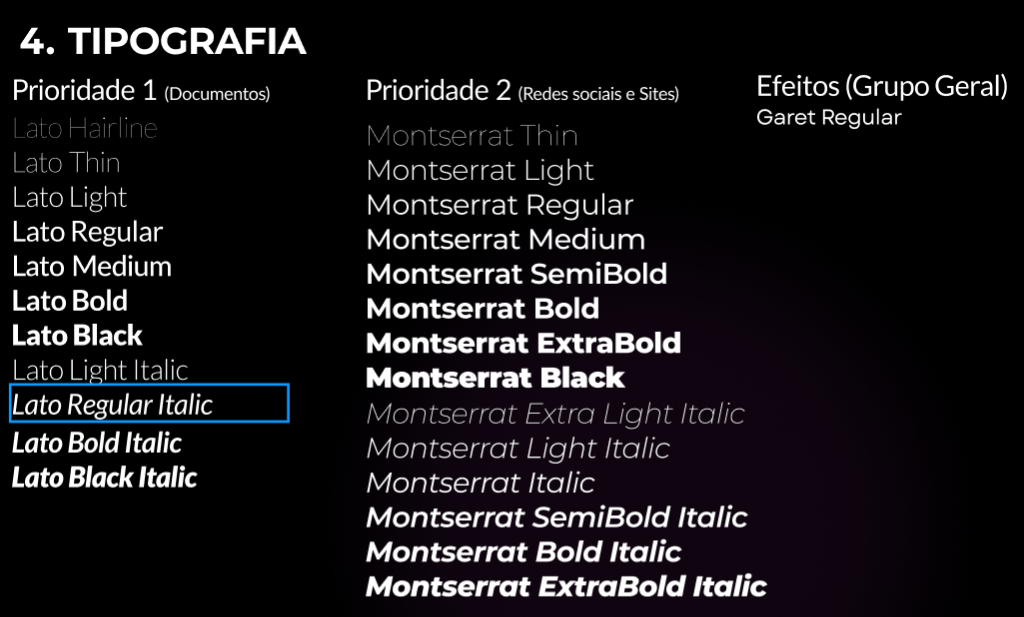 4. TIPOGRAFIA
Prioridade 1 (Documentos)
Lato Hairline
Lato Thin
Lato Light
Lato Regular
Lato Medium
Lato Bold
Lato Black
Lato Light Italic
Lato Regular Italic
Lato Bold Italic
Lato Black Italic
Prioridade 2 (Redes sociais e Sites)
Montserrat Thin
Montserrat Light
Montserrat Regular
Montserrat Medium
Montserrat SemiBold
Montserrat Bold
Montserrat ExtraBold
Montserrat Black
Montserrat Extra Light Italic
Montserrat Light Italic
Montserrat Italic
Montserrat SemiBold Italic
Montserrat Bold Italic
Montserrat ExtraBold Italic
Efeitos (Grupo Geral)
Garet Regular